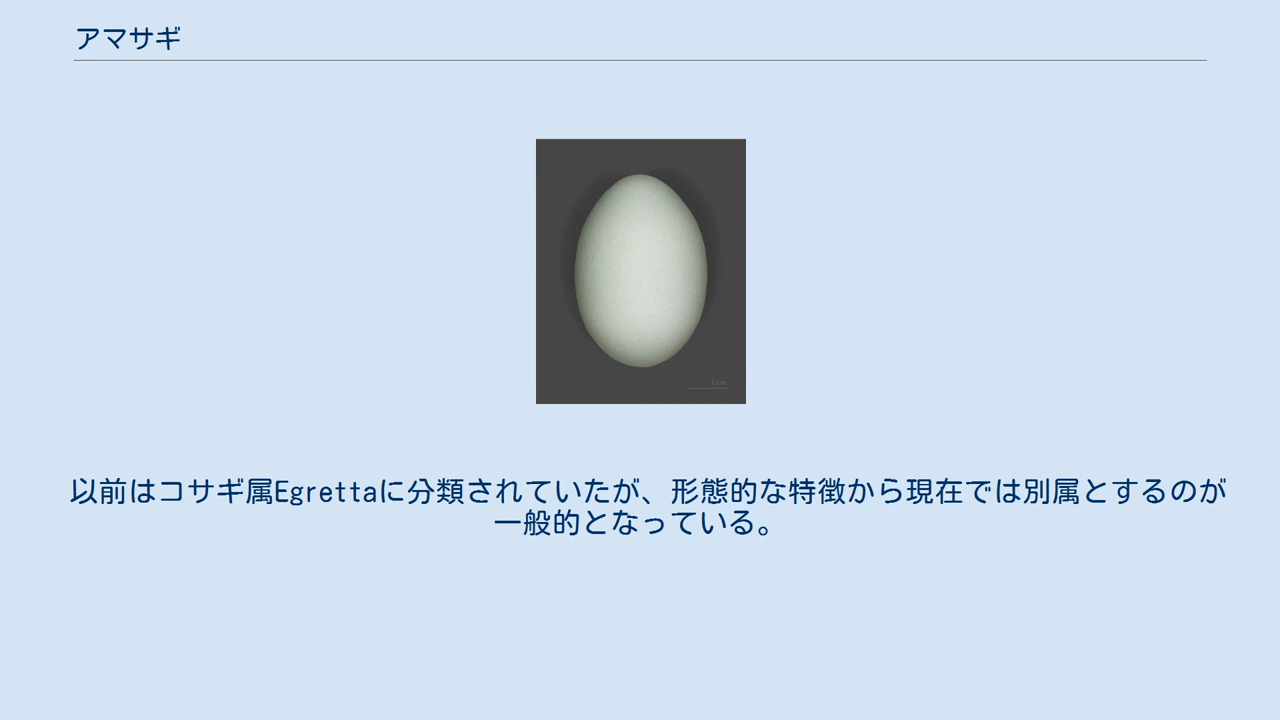 アマサギ
1 cm
以前はコサギ属Egrettaに分類されていたが、形態的な特徴から現在では別属とするのが
一般的となっている。